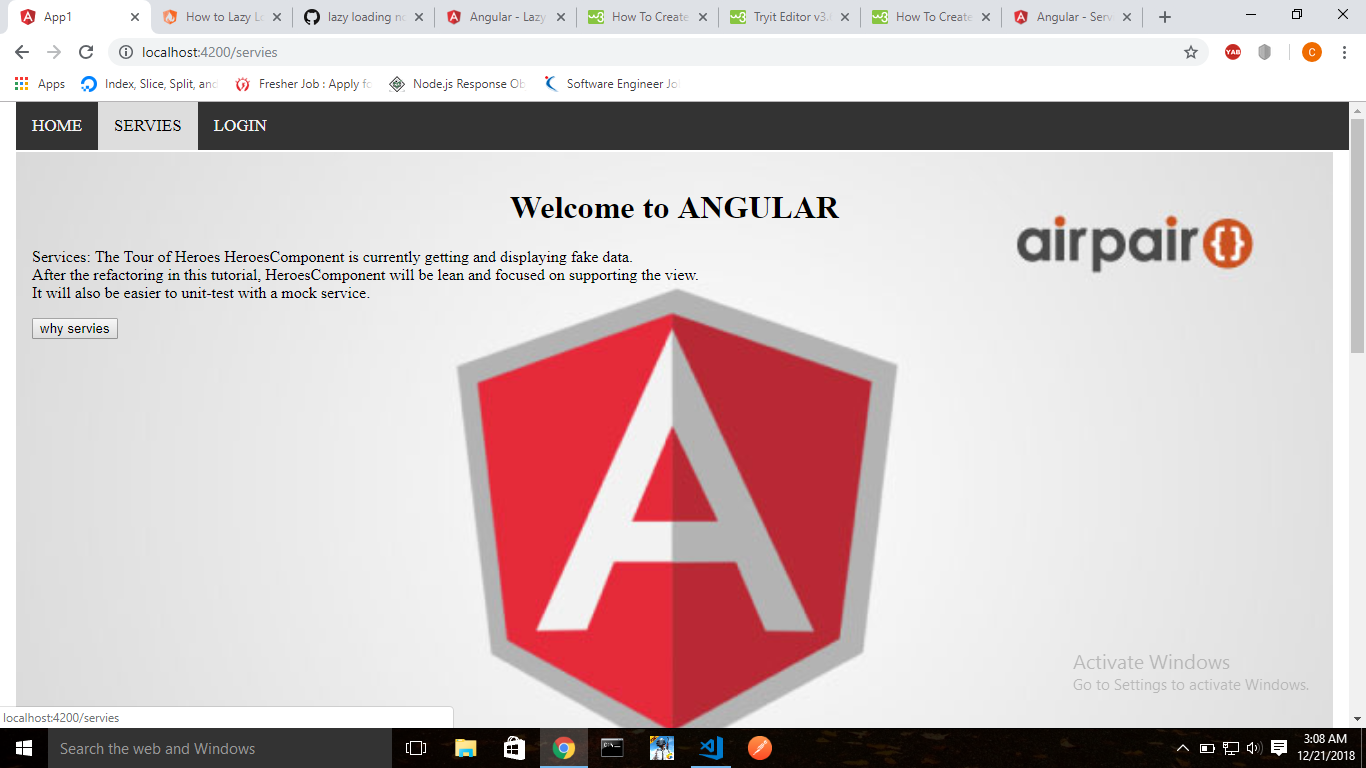 App1
How to Lazy Lo
lazy loading no
Angular - Lazy
How To Create
Tryit Editor v3.
How To Create
Angular - Serv
localhost:4200/servies
YAB
C
Apps
Index, Slice, Split, and
Fresher Job : Apply fo
Node.js Response Ob
Software Engineer Jo
HOME
SERVIES
LOGIN
Welcome to ANGULAR
airpair{}
Services: The Tour of Heroes HeroesComponent is currently getting and displaying fake data.
After the refactoring in this tutorial, HeroesComponent will be lean and focused on supporting the view.
It will also be easier to unit-test with a mock service.
why servies
Activate Windows
Go to Settings to activate Windows.
localhost:4200/servies
Search the web and Windows
3:08 AM
12/21/2018